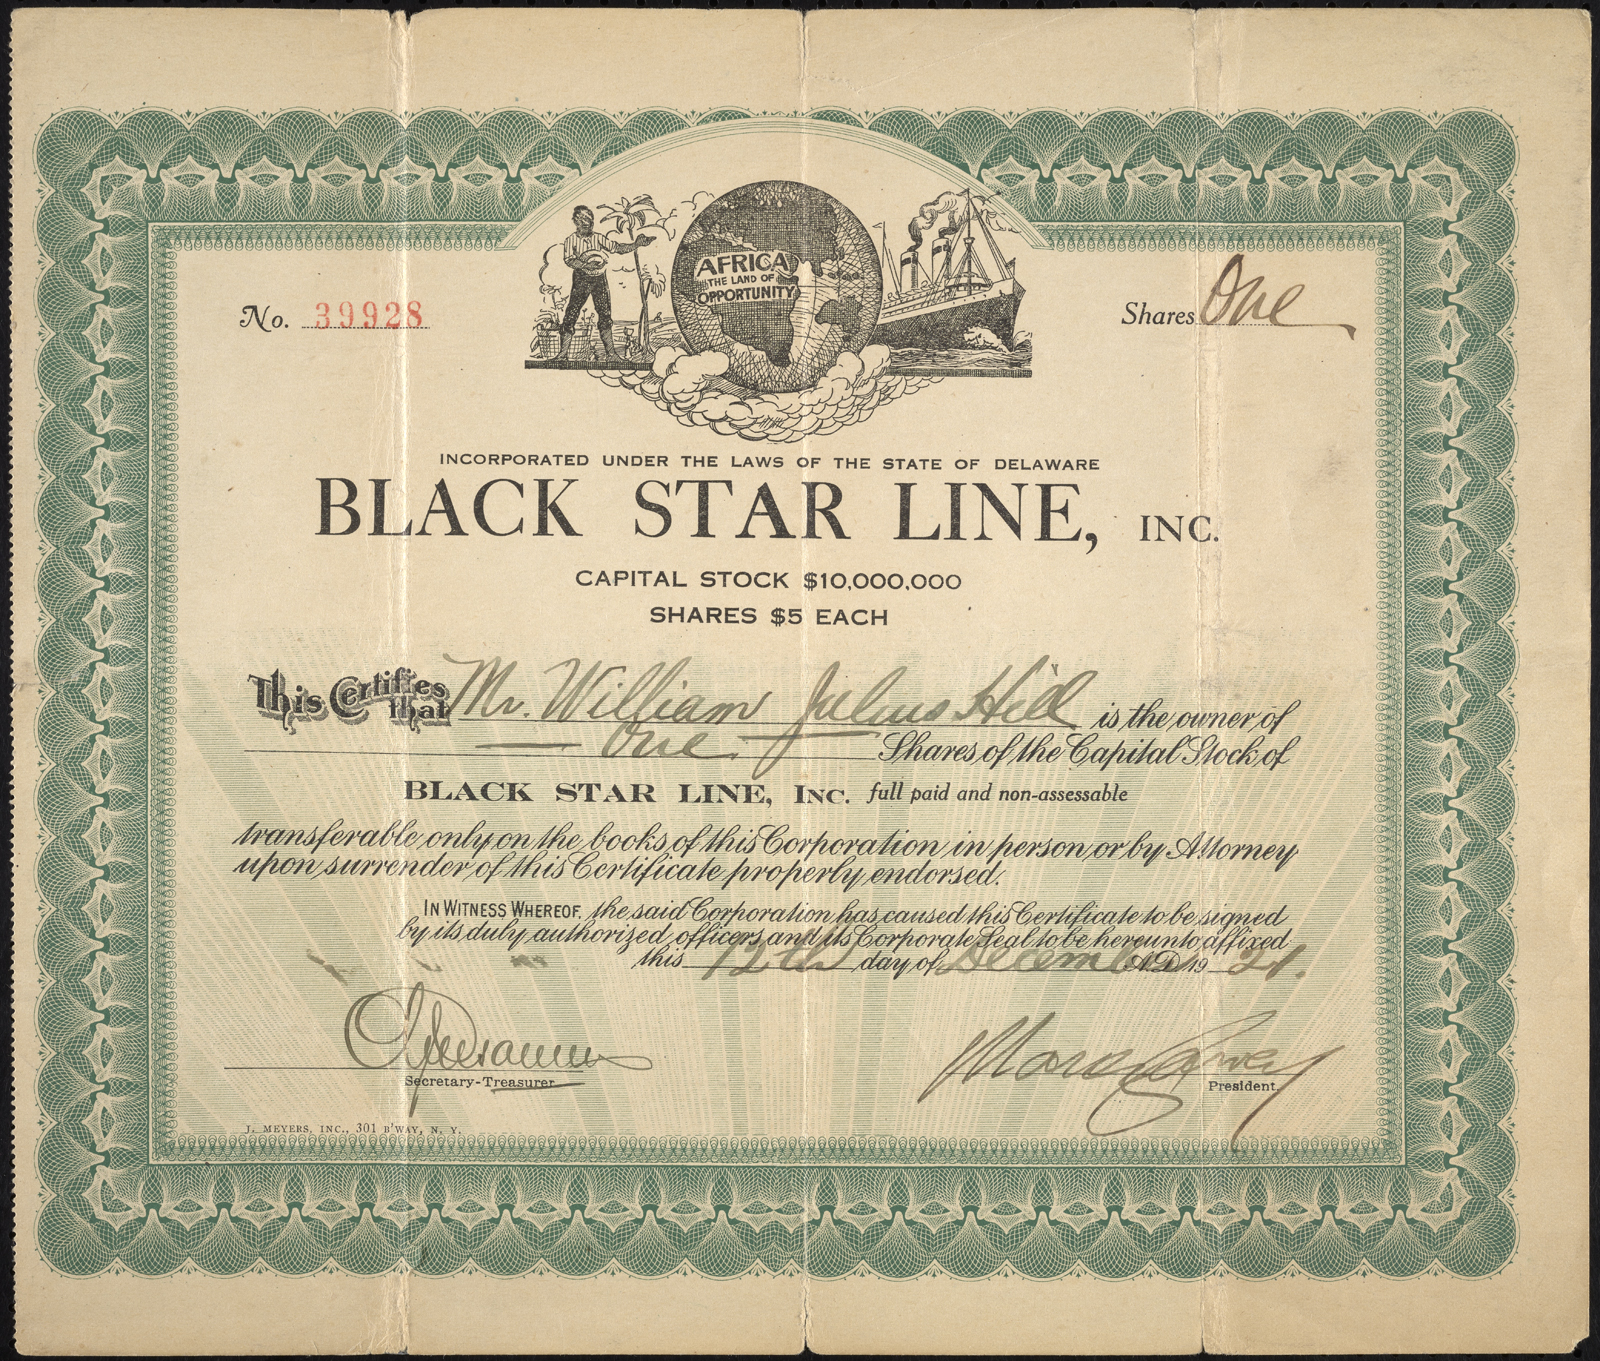 AFRICA
THE LAND OF
OPPORTUNITY
No. 39928
Shares One
INCORPORATED UNDER THE LAWS OF THE STATE OF DELAWARE
BLACK STAR LINE, INC.
CAPITAL STOCK $10,000,000
SHARES $5 EACH
This Certifies that Mr. William Julius Hill is the owner of
One Shares of the Capital Stock of
BLACK STAR LINE, INC. full paid and non-assessable
transferable only on the books of this Corporation in person or by Attorney
upon surrender of this Certificate properly endorsed.
IN WITNESS WHEREOF, the said Corporation has caused this Certificate to be signed
by its duly authorized officers and its Corporate Seal to be hereunto affixed
this 12th day of A.D. 19 21.
Secretary-Treasurer
Marcus Garvey
President.
J. MEYERS, INC., 301 B'WAY, N. Y.